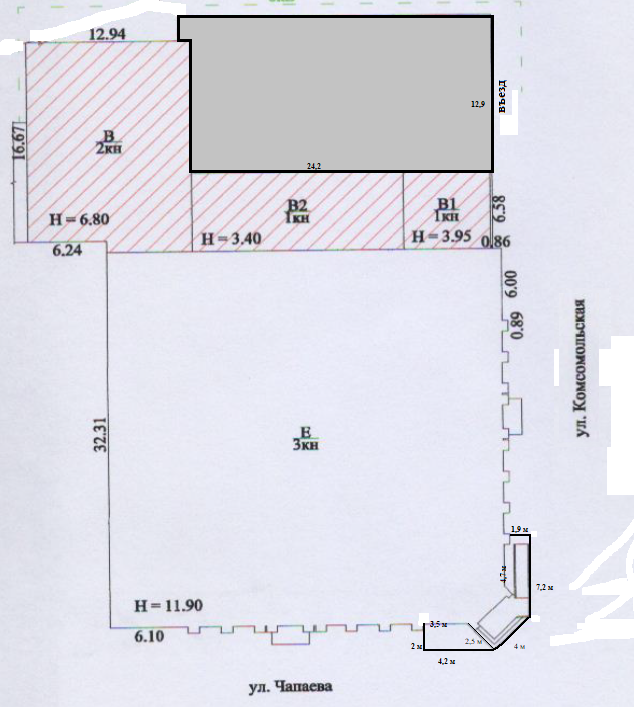 12.94
въезд
12,9
16.67
В
2кн
24,2
В2
1кн
В1
1кн
6.58
Н = 6.80
Н = 3.40
Н = 3.95
0.86
6.24
6.00
0.89
ул. Комсомольская
32.31
Е
3кн
1,9 м
4,7 м
7,2 м
Н = 11.90
6.10
3,5 м
2 м
2,5 м
4 м
4,2 м
ул. Чапаева